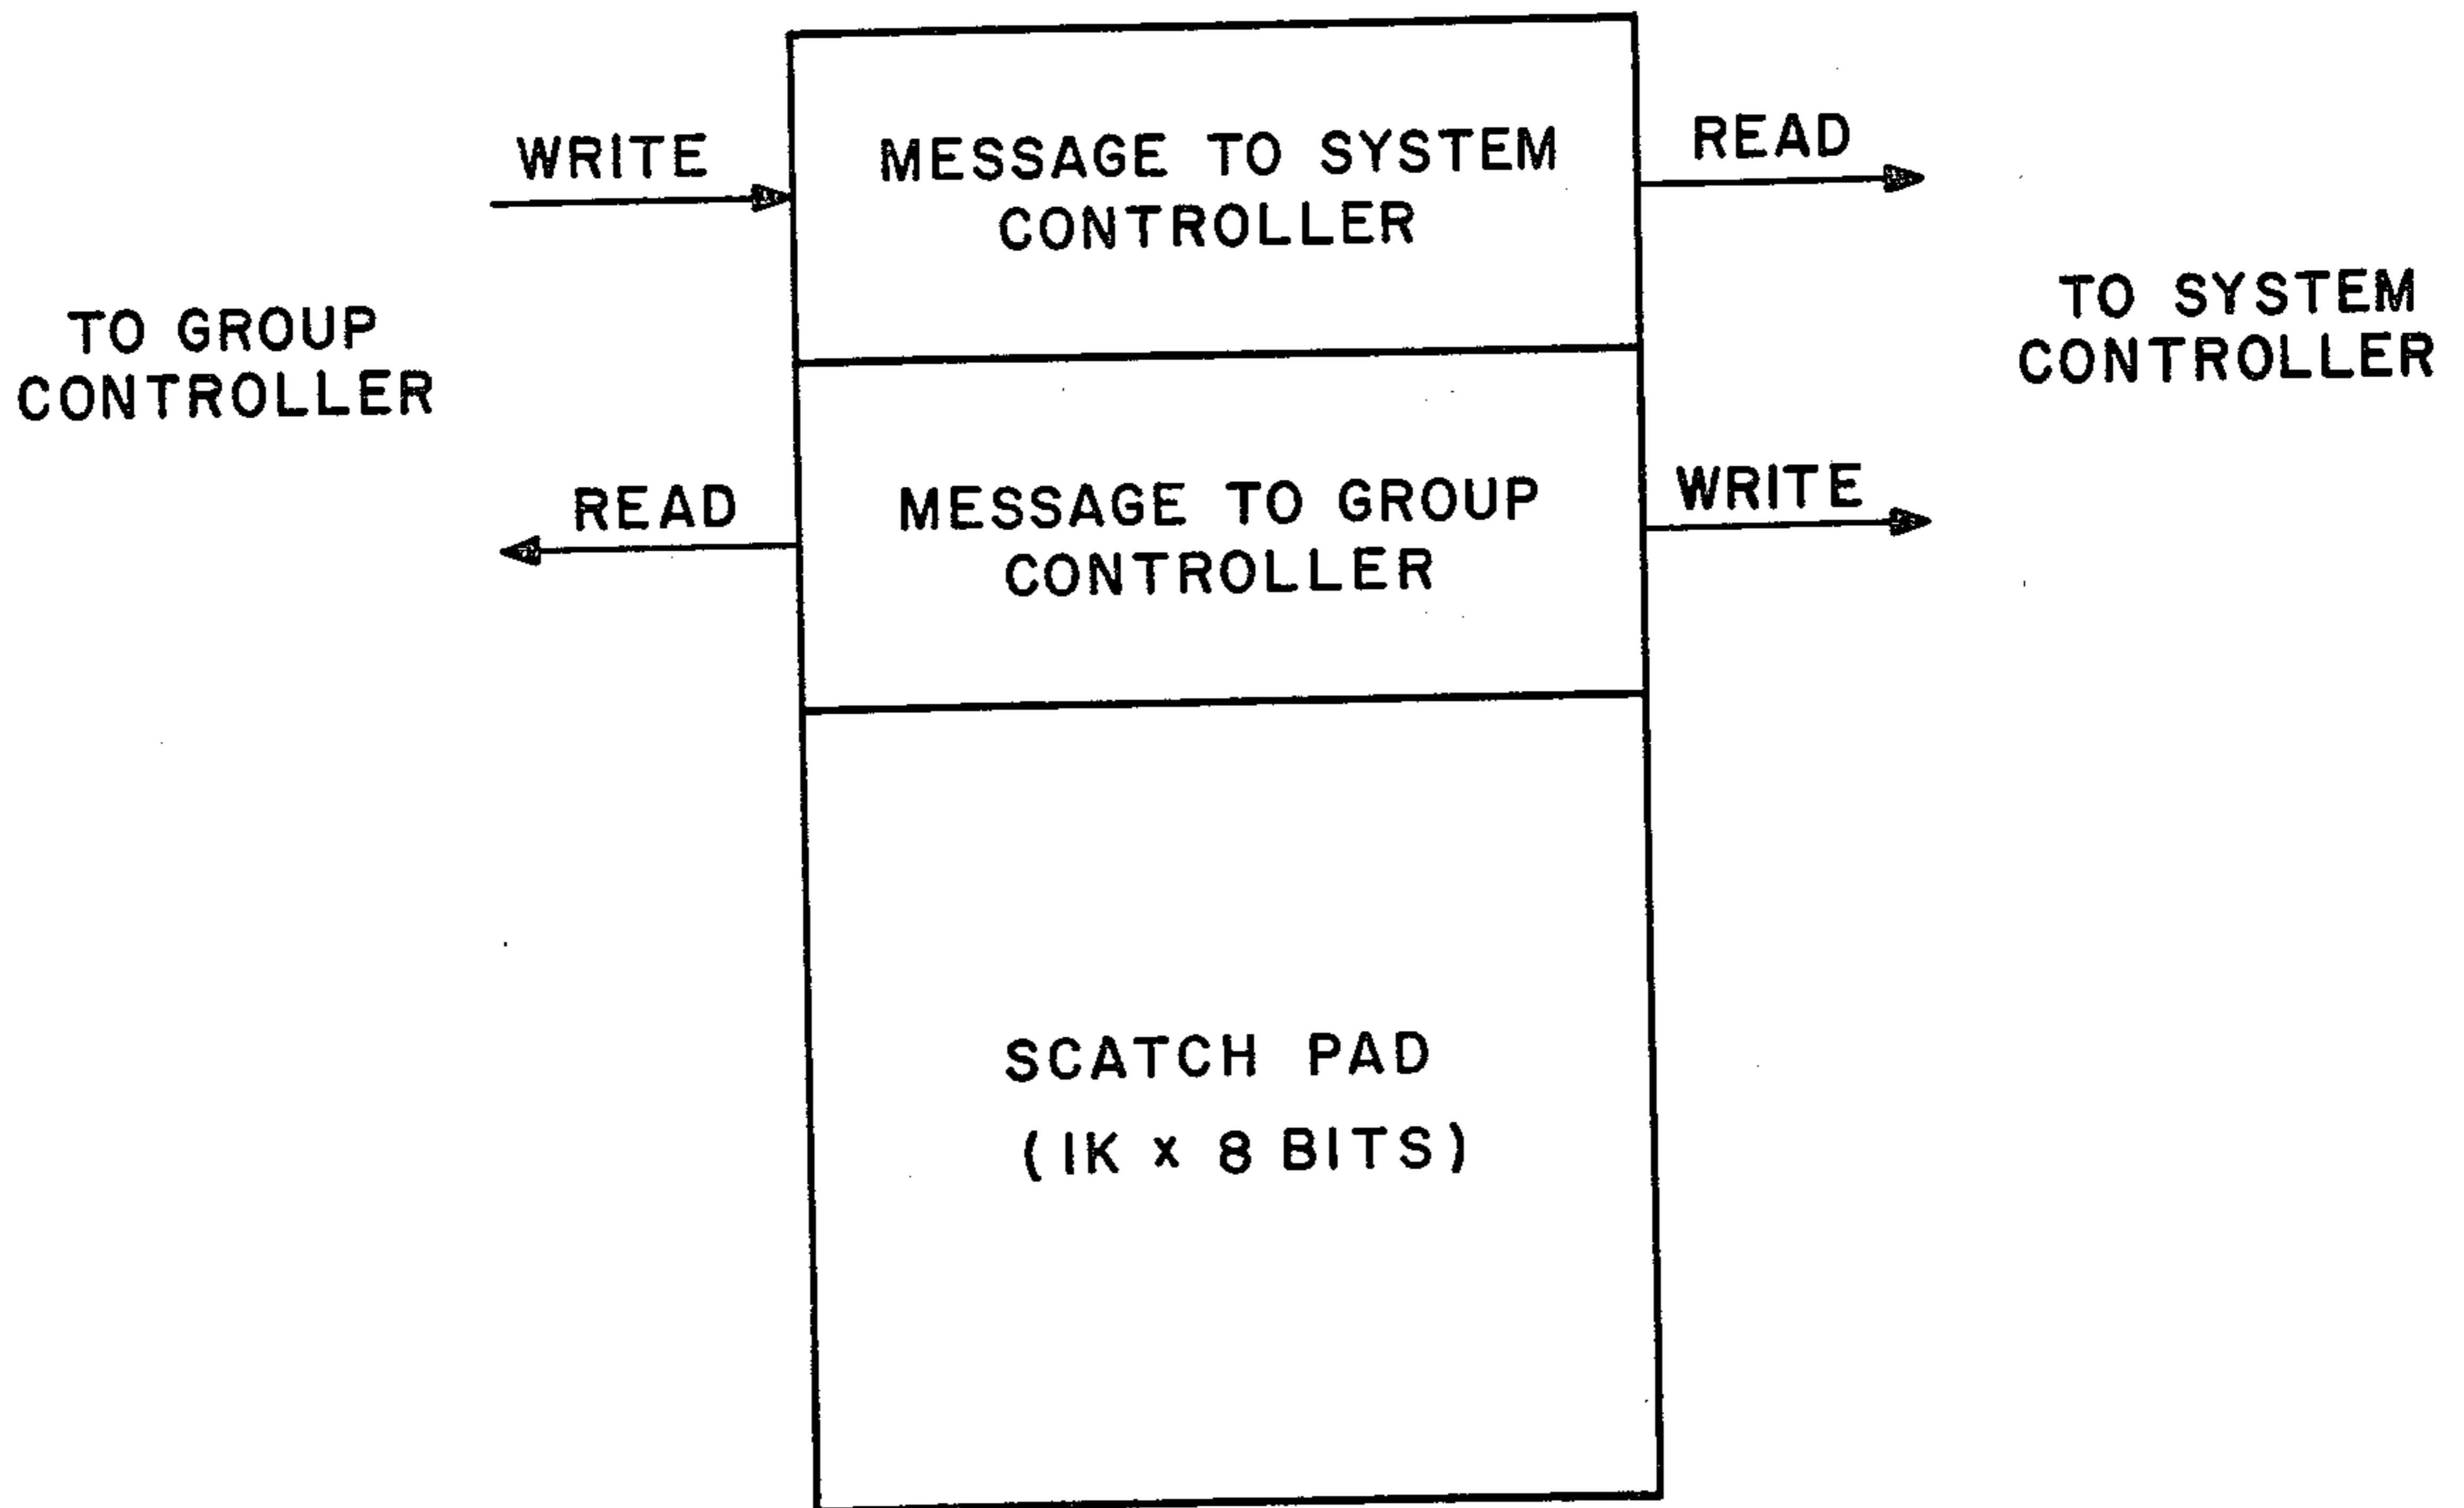 WRITE
MESSAGE TO SYSTEM
CONTROLLER
READ
TO GROUP
CONTROLLER
TO SYSTEM
CONTROLLER
READ
MESSAGE TO GROUP
CONTROLLER
WRITE
SCATCH PAD
(1K x 8 BITS)